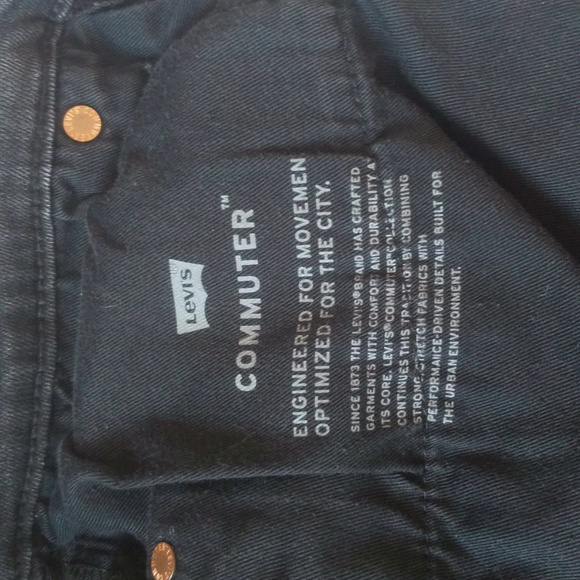 Levi's
COMMUTER™
ENGINEERED FOR MOVEMEN
OPTIMIZED FOR THE CITY.
SINCE 1873 THE LEVI'S® BRAND HAS CRAFTED
GARMENTS WITH COMFORT AND DURABILITY A
ITS CORE. LEVI'S® COMMUTER™ COLLECTION
CONTINUES THIS TRADITION BY COMBINING
STRONG, STRETCH FABRICS WITH
PERFORMANCE-DRIVEN DETAILS BUILT FOR
THE URBAN ENVIRONMENT.